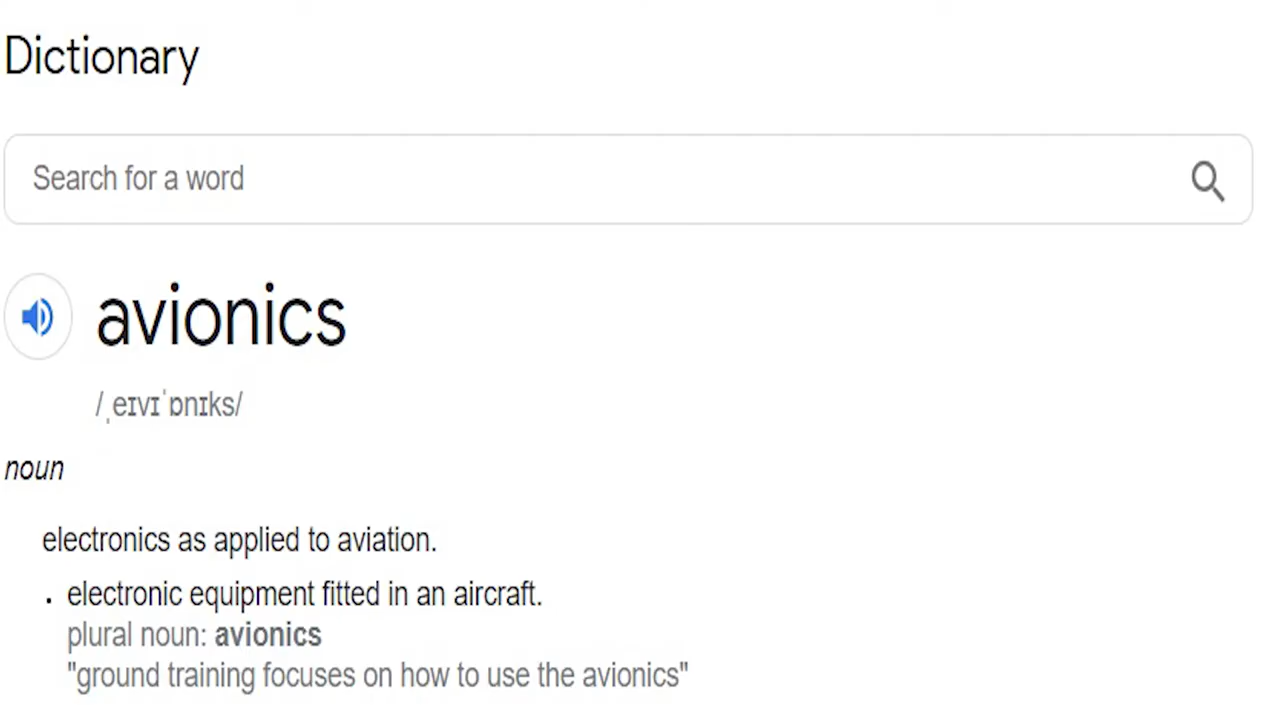 Dictionary
Search for a word
avionics
/ˌeɪvɪˈɒnɪks/
noun
electronics as applied to aviation.
• electronic equipment fitted in an aircraft.
plural noun: avionics
"ground training focuses on how to use the avionics"